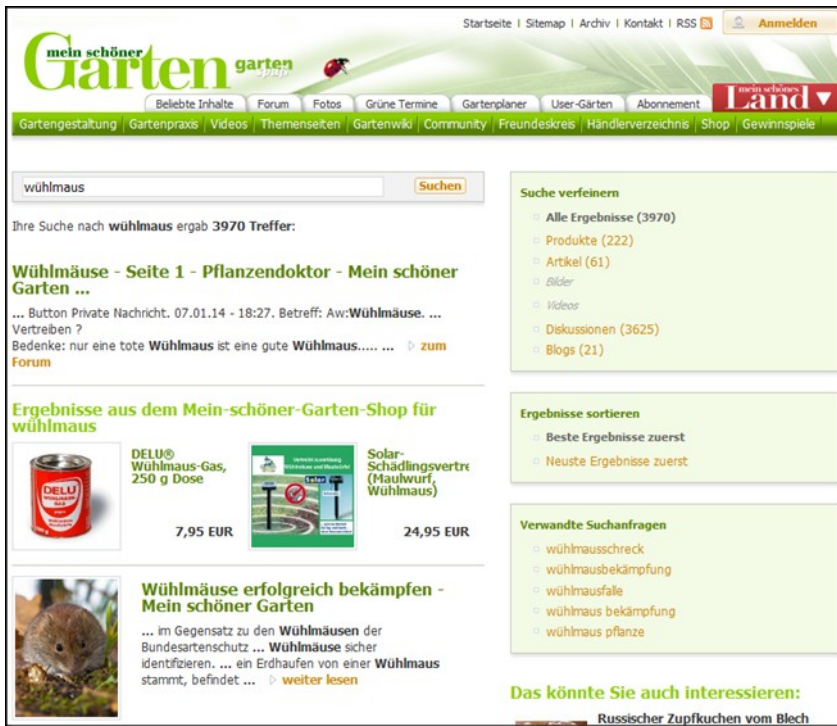 Startseite | Sitemap | Archiv | Kontakt | RSS
Anmelden
mein schöner
Garten
garten
spaß
mein schönes
Land
Beliebte Inhalte
Forum
Fotos
Grüne Termine
Gartenplaner
User-Gärten
Abonnement
Gartengestaltung | Gartenpraxis | Videos | Themenseiten | Gartenwiki | Community | Freundeskreis | Händlerverzeichnis | Shop | Gewinnspiele
wühlmaus
Suchen
Ihre Suche nach wühlmaus ergab 3970 Treffer:
Wühlmäuse - Seite 1 - Pflanzendoktor - Mein schöner
Garten ...
... Button Private Nachricht. 07.01.14 - 18:27. Betreff: Aw:Wühlmäuse. ...
Vertreiben ?
Bedenke: nur eine tote Wühlmaus ist eine gute Wühlmaus..... ... zum
Forum
Ergebnisse aus dem Mein-schöner-Garten-Shop für
wühlmaus
DELU
DELU®
Wühlmaus-Gas,
250 g Dose
7,95 EUR
Solar
Solar-
Schädlingsvertre
(Maulwurf,
Wühlmaus)
24,95 EUR
Wühlmäuse erfolgreich bekämpfen -
Mein schöner Garten
... im Gegensatz zu den Wühlmäusen der
Bundesartenschutz ... Wühlmäuse sicher
identifizieren. ... ein Erdhaufen von einer Wühlmaus
stammt, befindet ... weiter lesen
Suche verfeinern
Alle Ergebnisse (3970)
Produkte (222)
Artikel (61)
Bilder
Videos
Diskussionen (3625)
Blogs (21)
Ergebnisse sortieren
Beste Ergebnisse zuerst
Neuste Ergebnisse zuerst
Verwandte Suchanfragen
wühlmausschreck
wühlmausbekämpfung
wühlmausfalle
wühlmaus bekämpfung
wühlmaus pflanze
Das könnte Sie auch interessieren:
Russischer Zupfkuchen vom Blech